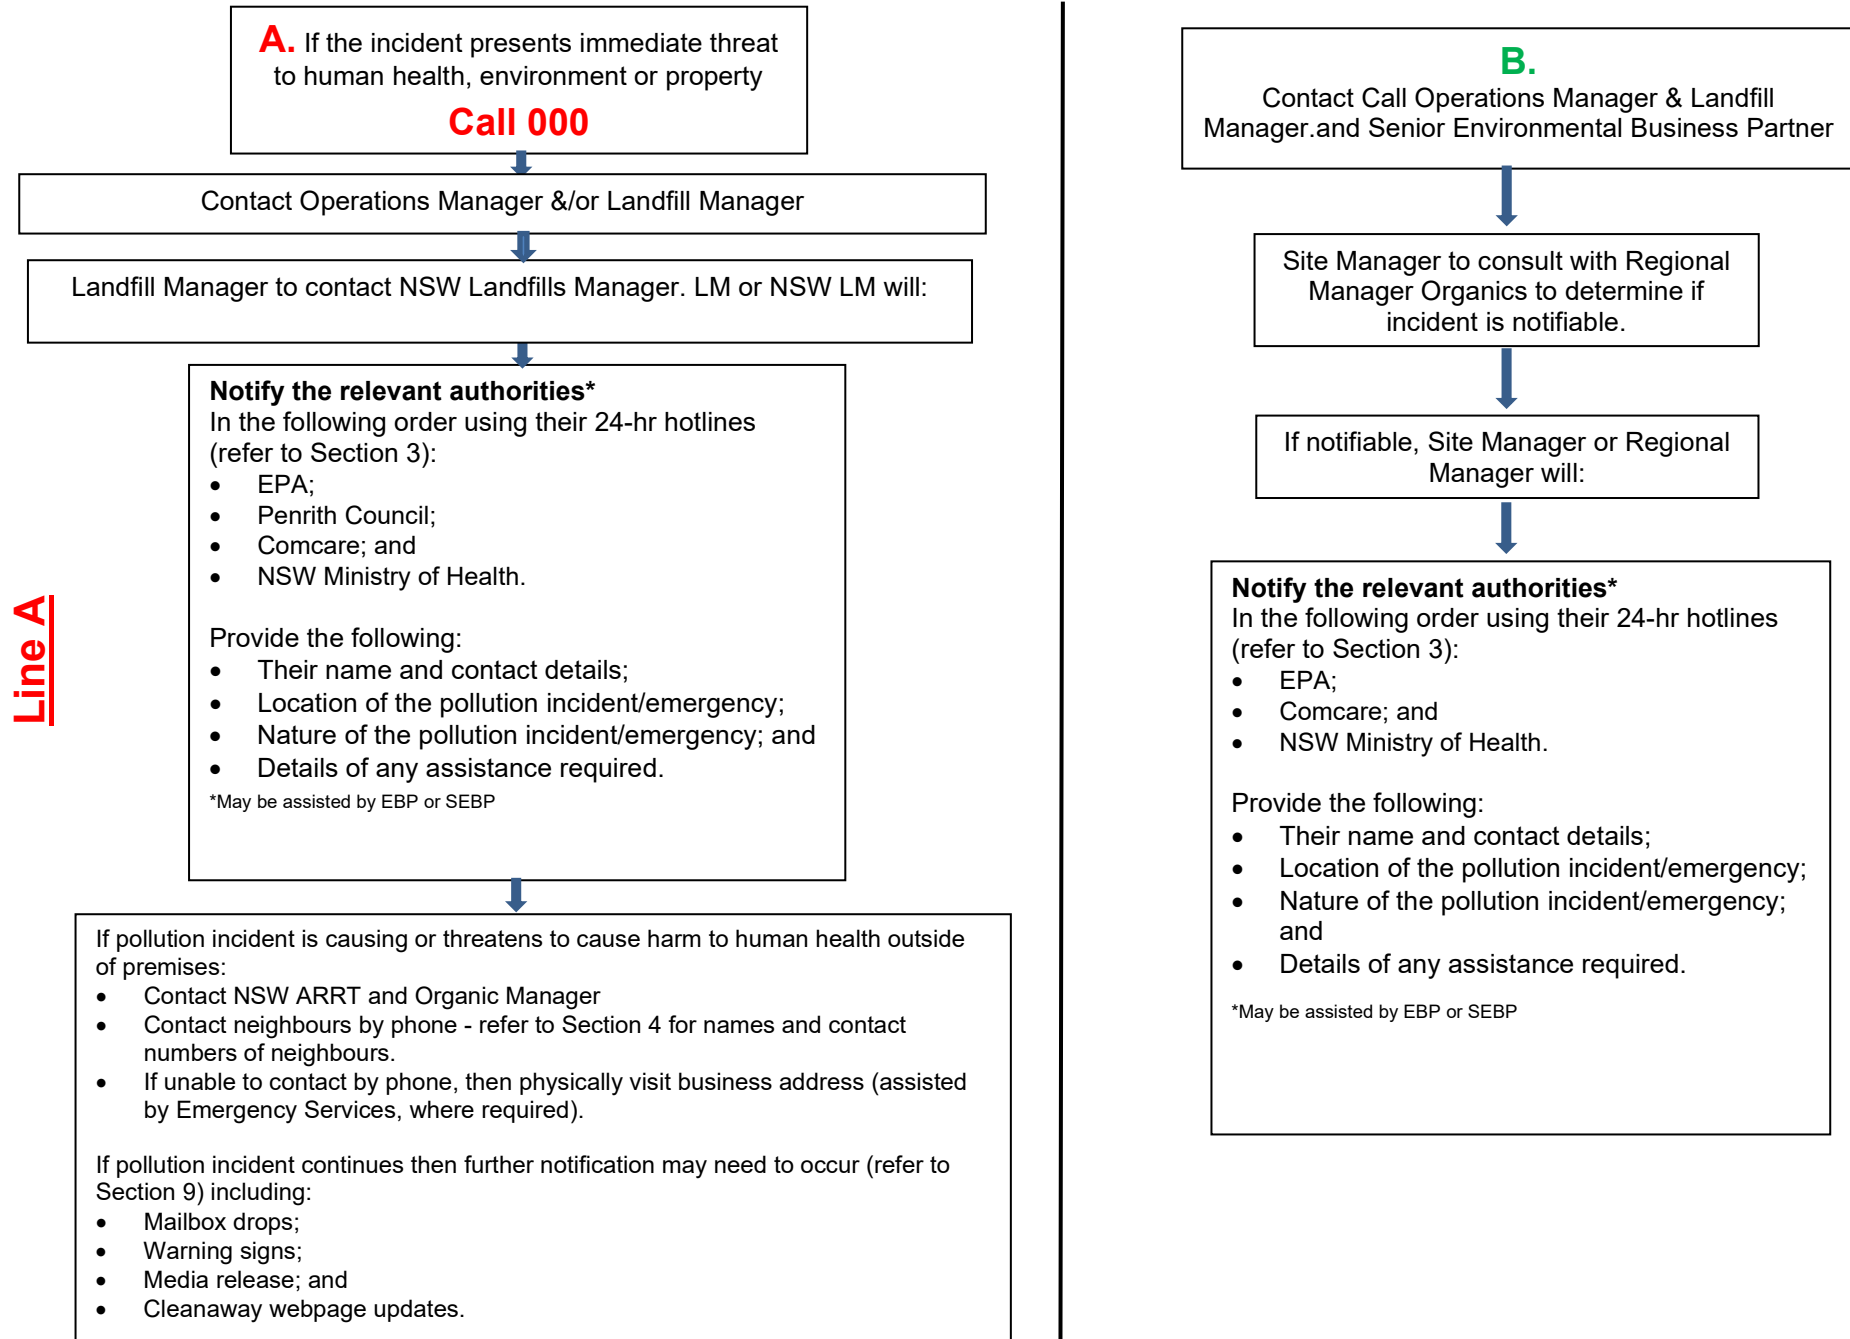 A. If the incident presents immediate threat
to human health, environment or property
Call 000
Contact Operations Manager &/or Landfill Manager
Landfill Manager to contact NSW Landfills Manager. LM or NSW LM will:
Notify the relevant authorities*
In the following order using their 24-hr hotlines
(refer to Section 3):
• EPA;
• Penrith Council;
• Comcare; and
• NSW Ministry of Health.
Provide the following:
• Their name and contact details;
• Location of the pollution incident/emergency;
• Nature of the pollution incident/emergency; and
• Details of any assistance required.
*May be assisted by EBP or SEBP
Line A
If pollution incident is causing or threatens to cause harm to human health outside
of premises:
• Contact NSW ARRT and Organic Manager
• Contact neighbours by phone - refer to Section 4 for names and contact
numbers of neighbours.
• If unable to contact by phone, then physically visit business address (assisted
by Emergency Services, where required).
If pollution incident continues then further notification may need to occur (refer to
Section 9) including:
• Mailbox drops;
• Warning signs;
• Media release; and
• Cleanaway webpage updates.
B.
Contact Call Operations Manager & Landfill
Manager.and Senior Environmental Business Partner
Site Manager to consult with Regional
Manager Organics to determine if
incident is notifiable.
If notifiable, Site Manager or Regional
Manager will:
Notify the relevant authorities*
In the following order using their 24-hr hotlines
(refer to Section 3):
• EPA;
• Comcare; and
• NSW Ministry of Health.
Provide the following:
• Their name and contact details;
• Location of the pollution incident/emergency;
• Nature of the pollution incident/emergency;
and
• Details of any assistance required.
*May be assisted by EBP or SEBP